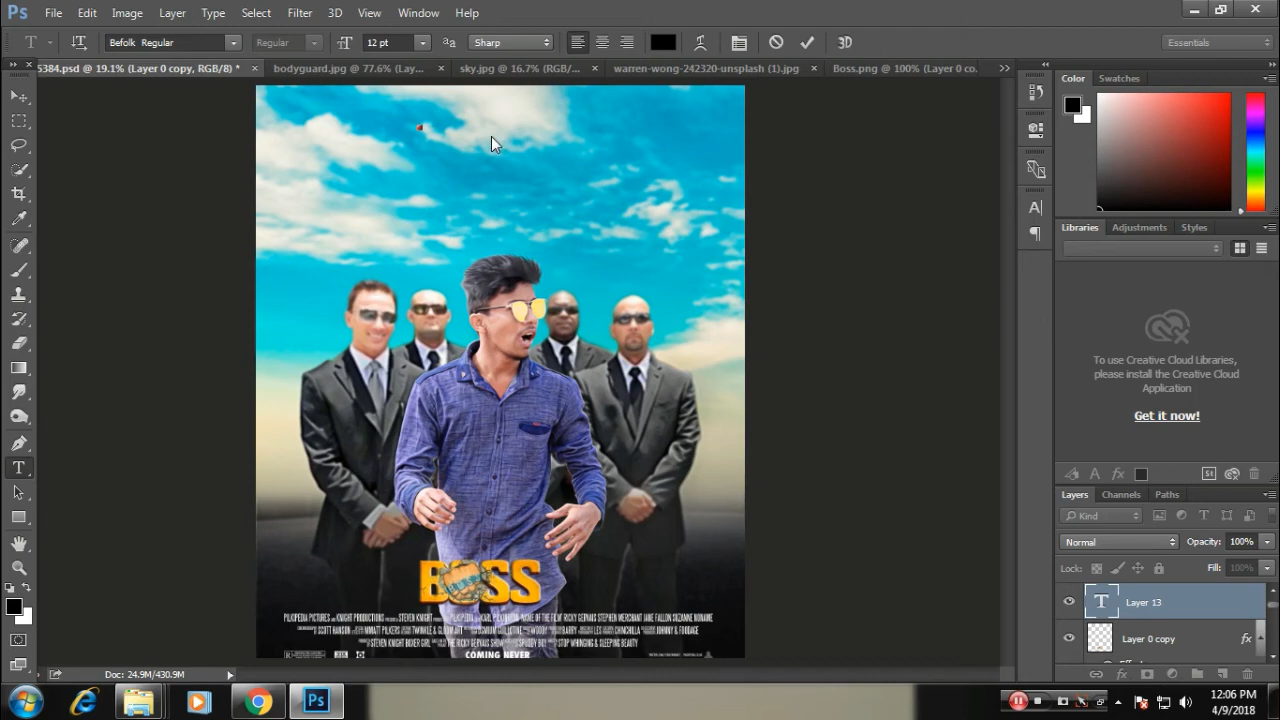 Ps File Edit Image Layer Type Select Filter 3D View Window Help
T Befolk Regular Regular 12 pt aa Sharp 3D Essentials
5384.psd @ 19.1% (Layer 0 copy, RGB/8) * × bodyguard.jpg @ 77.6% (Lay... × sky.jpg @ 16.7% (RGB/... × warren-wong-242320-unsplash (1).jpg × Boss.png @ 100% (Layer 0 co.
Color Swatches
Libraries Adjustments Styles
To use Creative Cloud Libraries,
please install the Creative Cloud
Application
Get it now!
Layers Channels Paths
Kind
Normal Opacity: 100%
Lock: Fill: 100%
T Layer 13
Layer 0 copy fx
BOSS
COMING NEVER
Doc: 24.9M/430.9M
Ps
12:06 PM
4/9/2018